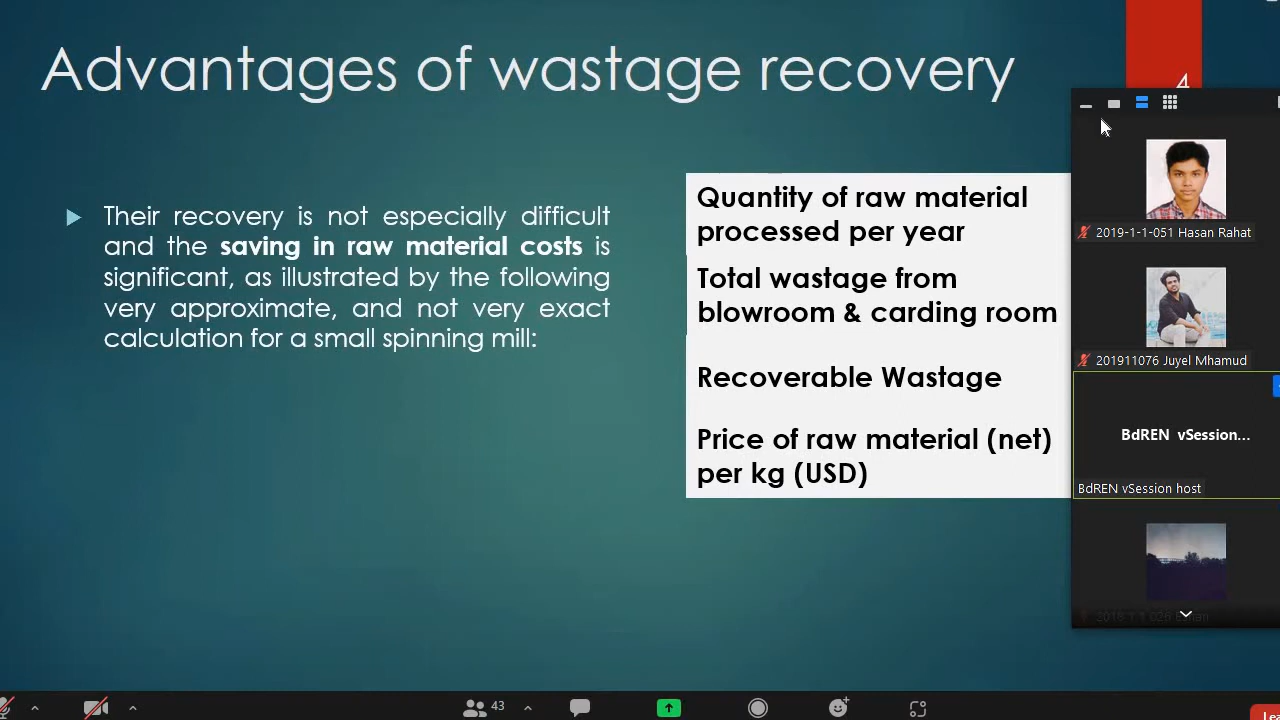 Advantages of wastage recovery
4
Their recovery is not especially difficult
and the saving in raw material costs is
significant, as illustrated by the following
very approximate, and not very exact
calculation for a small spinning mill:
Quantity of raw material
processed per year
Total wastage from
blowroom & carding room
Recoverable Wastage
Price of raw material (net)
per kg (USD)
2019-1-1-051 Hasan Rahat
201911076 Juyel Mhamud
BdREN vSession...
BdREN vSession host
43